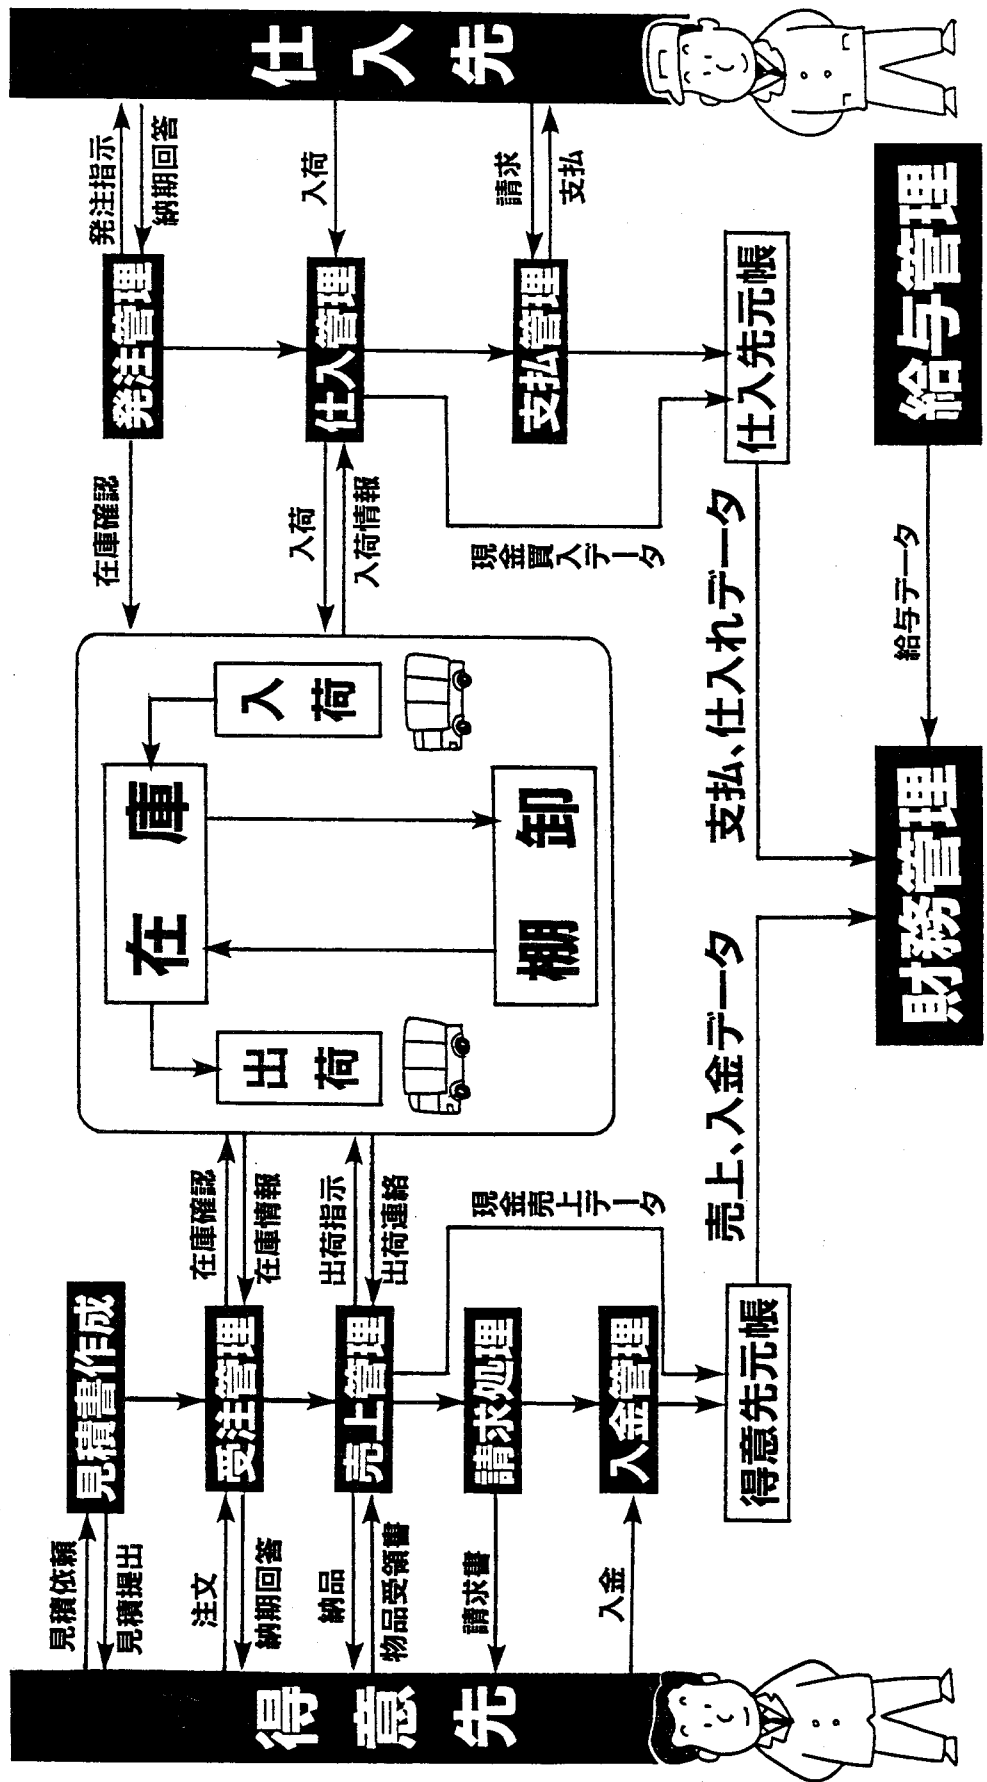 得意先
見積依頼
見積提出
注文
納期回答
納品
物品受領書
請求書
入金
見積書作成
受注管理
売上管理
請求処理
入金管理
得意先元帳
在庫確認
在庫情報
出荷指示
出荷連絡
現金売上データ
売上、入金データ
出荷
在庫
棚卸
入荷
在庫確認
入荷
入荷情報
現金買入データ
支払、仕入れデータ
発注管理
仕入管理
支払管理
仕入先元帳
発注指示
納期回答
入荷
請求
支払
仕入先
財務管理
給与データ
給与管理